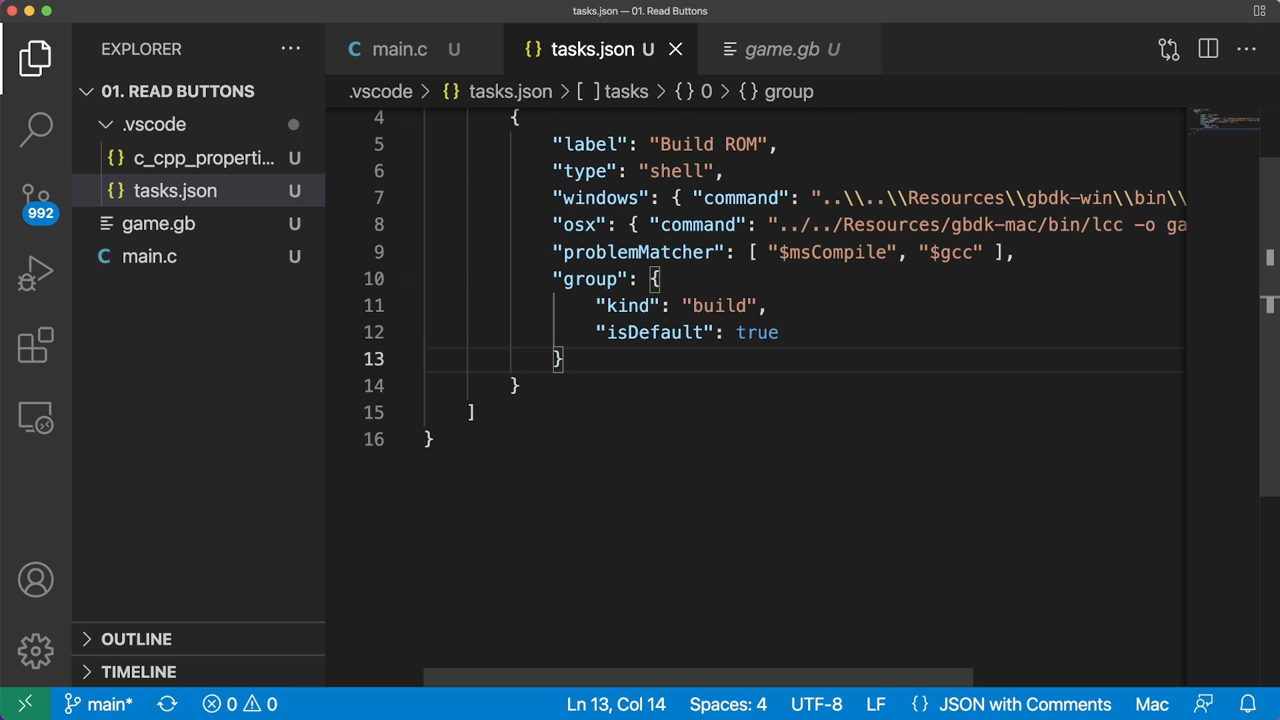 tasks.json — 01. Read Buttons
EXPLORER
main.c U
{} tasks.json U
game.gb U
.vscode > {} tasks.json > [ ] tasks > {} 0 > {} group
01. READ BUTTONS
.vscode
{} c_cpp_properti... U
{} tasks.json U
game.gb U
C main.c U
992
4 {
5 "label": "Build ROM",
6 "type": "shell",
7 "windows": { "command": "..\\..\\Resources\\gbdk-win\\bin\\
8 "osx": { "command": "../../Resources/gbdk-mac/bin/lcc -o ga
9 "problemMatcher": [ "$msCompile", "$gcc" ],
10 "group": {
11 "kind": "build",
12 "isDefault": true
13 }
14 }
15 ]
16 }
OUTLINE
TIMELINE
main* 0 0 Ln 13, Col 14 Spaces: 4 UTF-8 LF {} JSON with Comments Mac